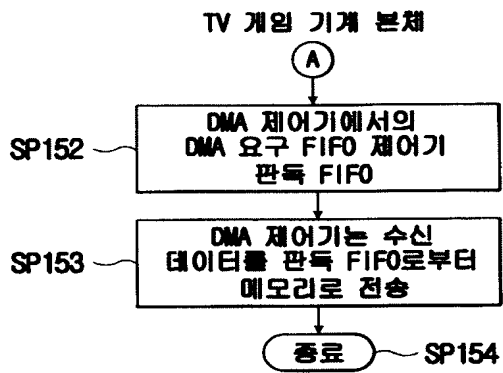 TV 게임 기계 본체
A
SP152
DMA 제어기에서의
DMA 요구 FIFO 제어기
판독 FIFO
SP153
DMA 제어기는 수신
데이터를 판독 FIFO로부터
메모리로 전송
종료
SP154